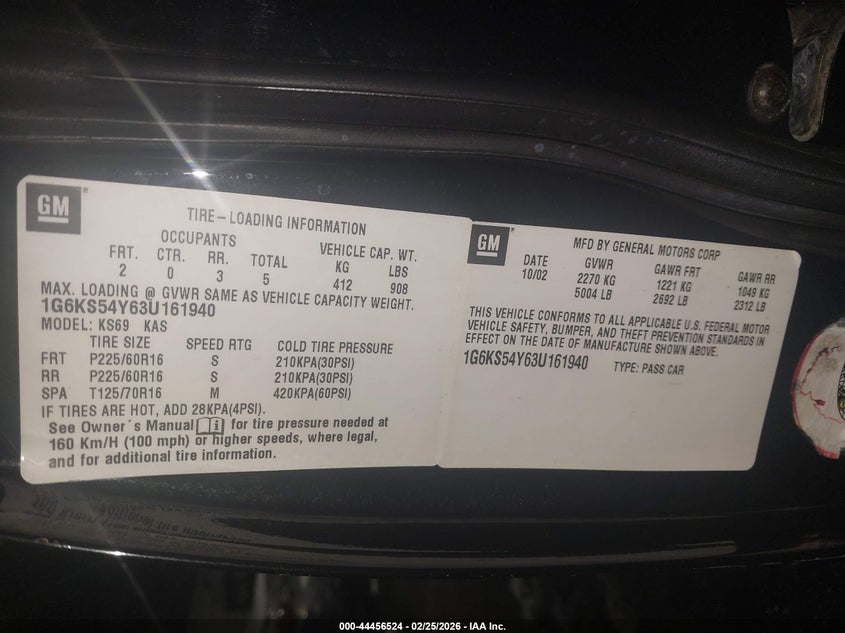 GM
TIRE-LOADING INFORMATION
OCCUPANTS VEHICLE CAP. WT.
FRT. CTR. RR. TOTAL KG LBS
2 0 3 5 412 908
MAX. LOADING @ GVWR SAME AS VEHICLE CAPACITY WEIGHT.
1G6KS54Y63U161940
MODEL: KS69 KAS
TIRE SIZE SPEED RTG COLD TIRE PRESSURE
FRT P225/60R16 S 210KPA(30PSI)
RR P225/60R16 S 210KPA(30PSI)
SPA T125/70R16 M 420KPA(60PSI)
IF TIRES ARE HOT, ADD 28KPA(4PSI).
See Owner's Manual for tire pressure needed at
160 Km/H (100 mph) or higher speeds, where legal,
and for additional tire information.
GM
MFD BY GENERAL MOTORS CORP
DATE GVWR GAWR FRT GAWR RR
10/02 2270 KG 1221 KG 1049 KG
5004 LB 2692 LB 2312 LB
THIS VEHICLE CONFORMS TO ALL APPLICABLE U.S. FEDERAL MOTOR
VEHICLE SAFETY, BUMPER, AND THEFT PREVENTION STANDARDS IN
EFFECT ON THE DATE OF MANUFACTURE SHOWN ABOVE.
1G6KS54Y63U161940 TYPE: PASS CAR
000-44456524 - 02/25/2026 - IAA Inc.